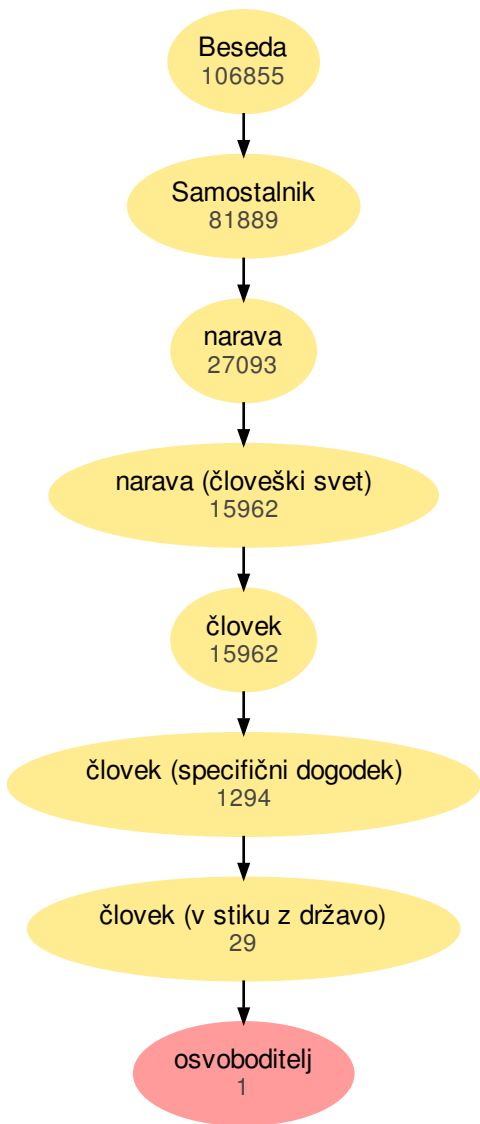 Beseda
106855
Samostalnik
81889
narava
27093
narava (človeški svet)
15962
človek
15962
človek (specifični dogodek)
1294
človek (v stiku z državo)
29
osvoboditelj
1